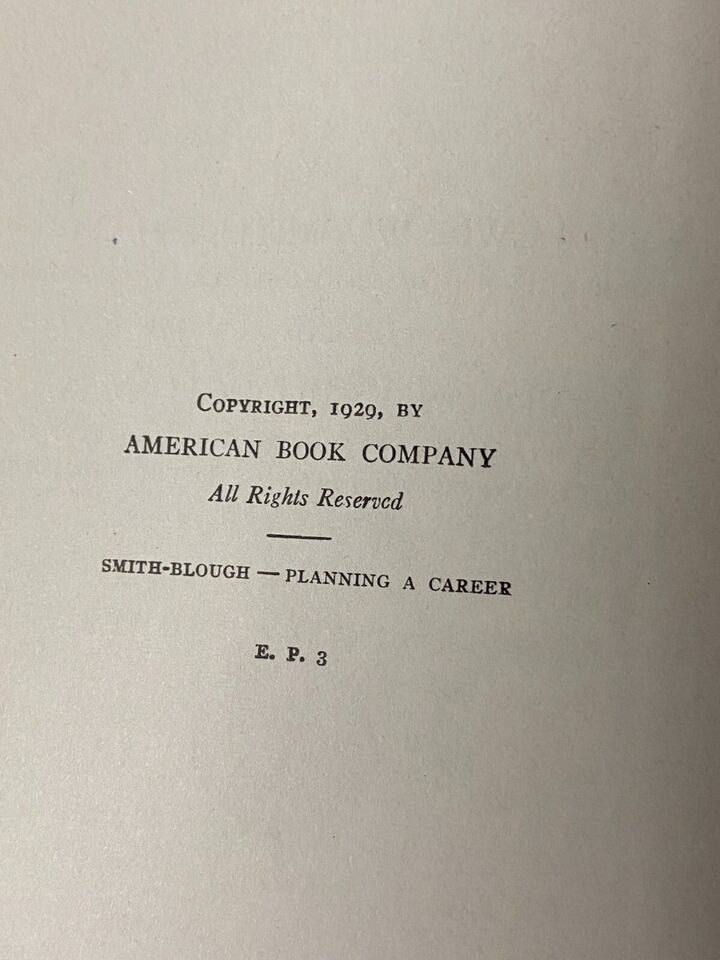 COPYRIGHT, 1929, BY
AMERICAN BOOK COMPANY
All Rights Reserved
SMITH-BLOUGH — PLANNING A CAREER
E. P. 3